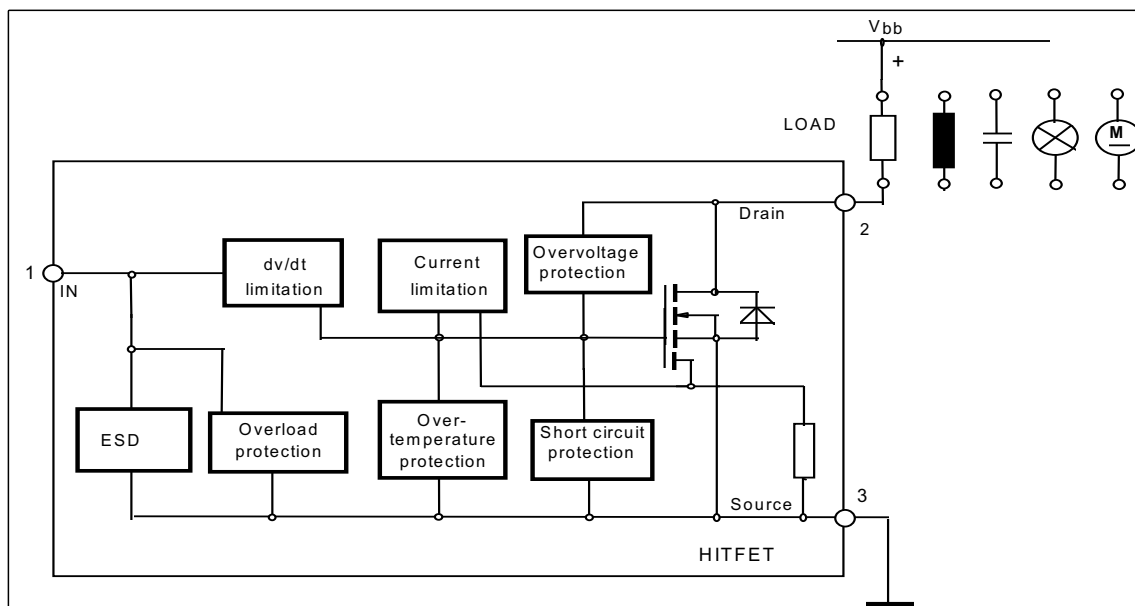 Vbb
+
LOAD
M
Drain
2
Overvoltage
protection
dv/dt
limitation
Current
limitation
1
IN
ESD
Overload
protection
Over-
temperature
protection
Short circuit
protection
3
Source
HITFET